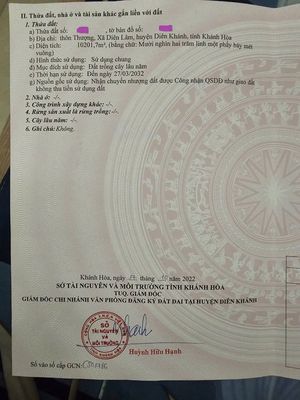 II. Thửa đất, nhà ở và tài sản khác gắn liền với đất
1. Thửa đất:
a) Thửa đất số: , tờ bản đồ số:
b) Địa chỉ: thôn Thượng, Xã Diên Lâm, huyện Diên Khánh, tỉnh Khánh Hòa
c) Diện tích: 10201,7m², (bằng chữ: Mười nghìn hai trăm linh một phẩy bảy mét
vuông)
d) Hình thức sử dụng: Sử dụng chung
đ) Mục đích sử dụng: Đất trồng cây lâu năm
e) Thời hạn sử dụng: Đến ngày 27/03/2032
g) Nguồn gốc sử dụng: Nhận chuyển nhượng đất được Công nhận QSDĐ như giao đất
không thu tiền sử dụng đất
2. Nhà ở: -/-.
3. Công trình xây dựng khác: -/-.
4. Rừng sản xuất là rừng trồng: -/-.
5. Cây lâu năm: -/-.
6. Ghi chú: Không.
Khánh Hòa, ngày tháng năm 2022
SỞ TÀI NGUYÊN VÀ MÔI TRƯỜNG TỈNH KHÁNH HÒA
TUQ. GIÁM ĐỐC
GIÁM ĐỐC CHI NHÁNH VĂN PHÒNG ĐĂNG KÝ ĐẤT ĐAI TẠI HUYỆN DIÊN KHÁNH
SỞ
TÀI NGUYÊN
VÀ
MÔI TRƯỜNG
Huỳnh Hữu Hạnh
Số vào sổ cấp GCN: